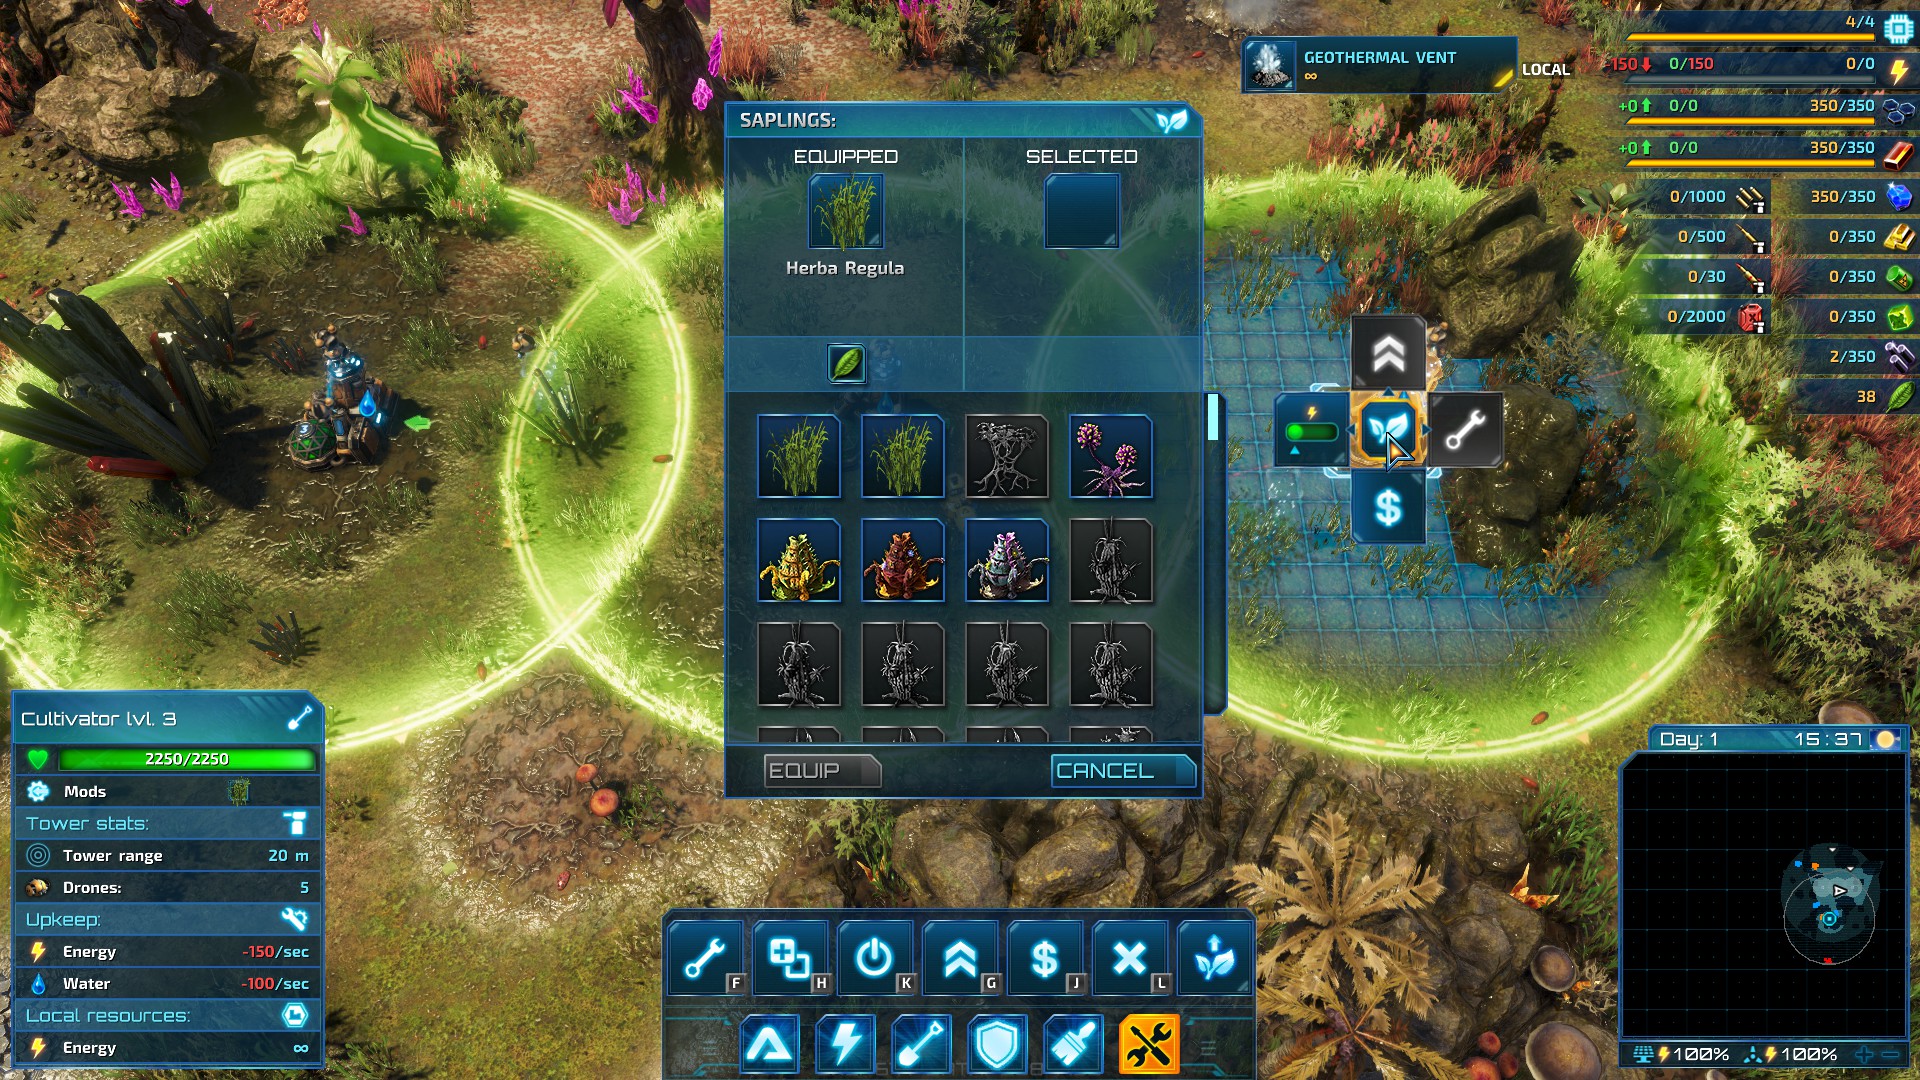 SAPLINGS:
EQUIPPED
SELECTED
Herba Regula
EQUIP
CANCEL
GEOTHERMAL VENT
∞
LOCAL
4/4
-150 0/150 0/0
+0 0/0 350/350
+0 0/0 350/350
0/1000 350/350
0/500 0/350
0/30 0/350
0/2000 0/350
2/350
38
$
3
Cultivator lvl. 3
2250/2250
Mods
Tower stats:
Tower range 20 m
Drones: 5
Upkeep:
Energy -150/sec
Water -100/sec
Local resources:
Energy ∞
F H K G $ J L
Day: 1 15:37
100% 100%